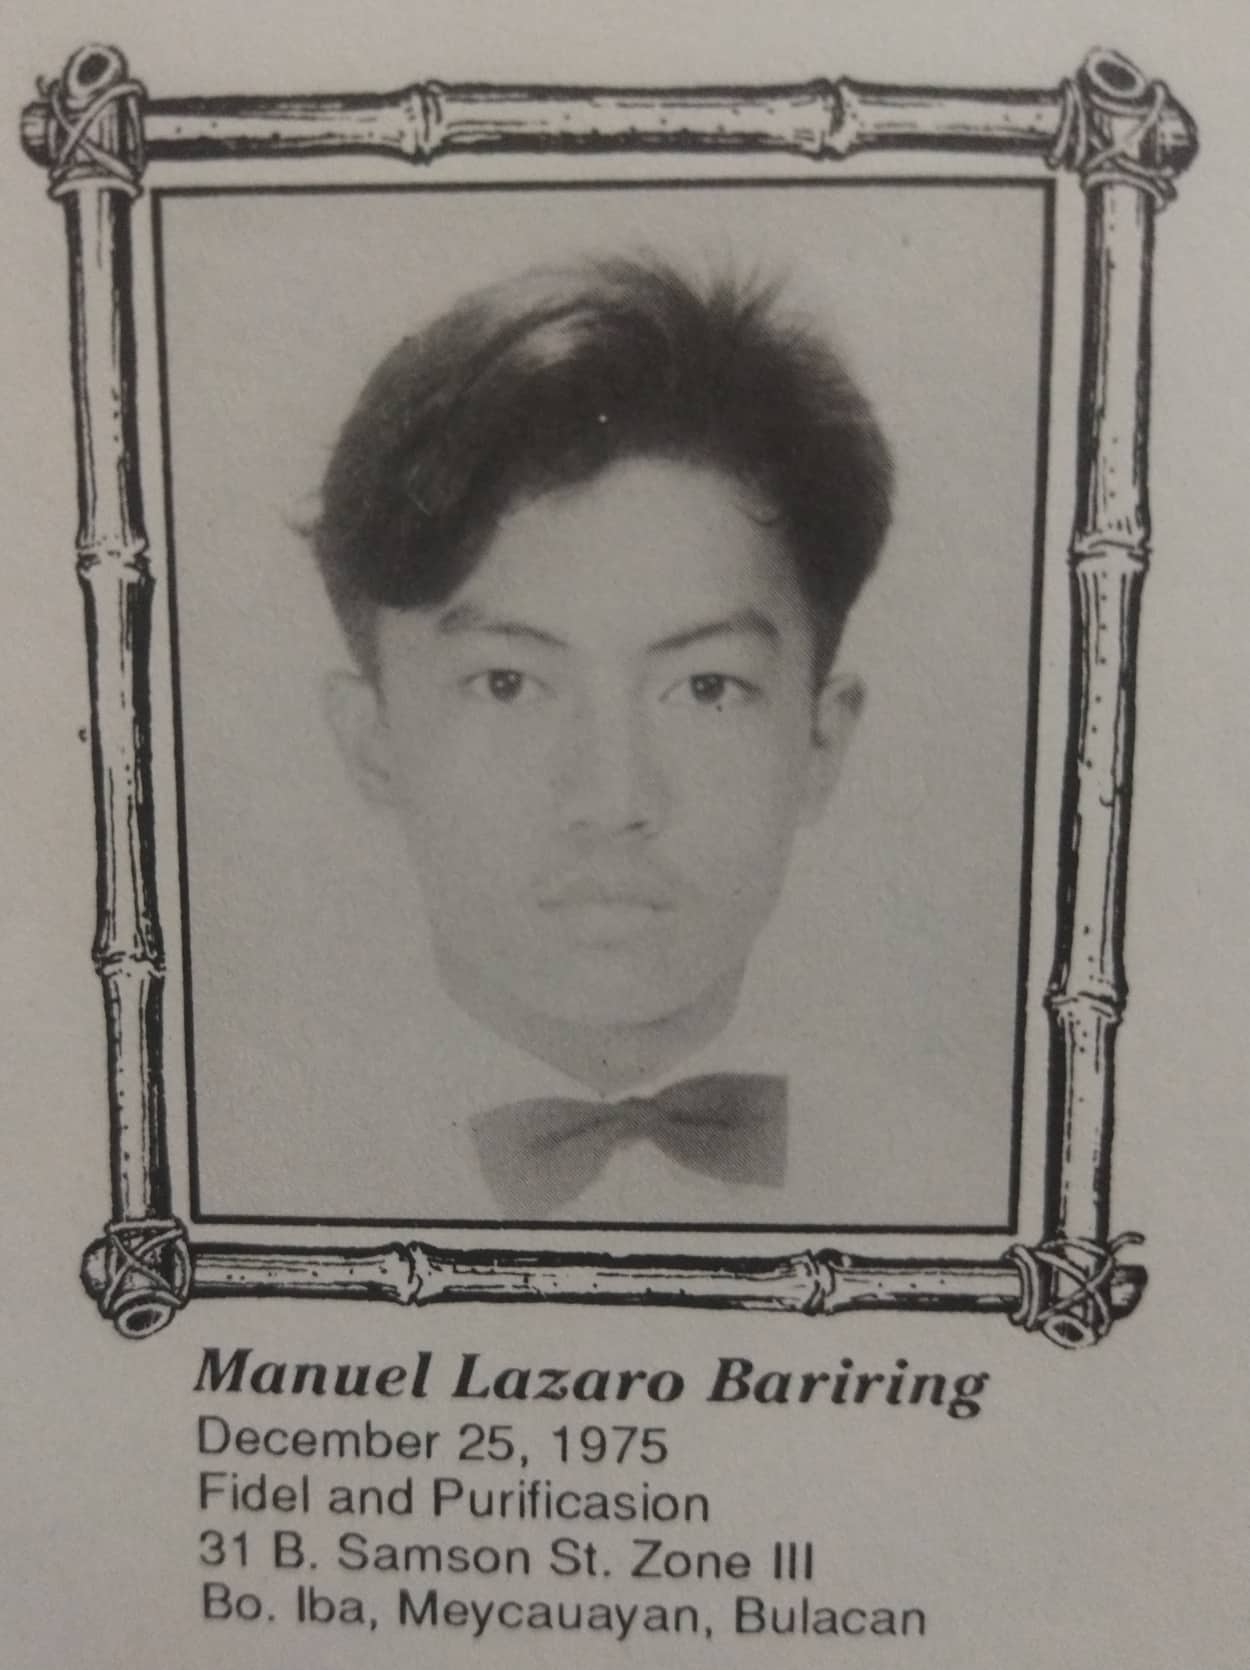 Manuel Lazaro Bariring
December 25, 1975
Fidel and Purificasion
31 B. Samson St. Zone III
Bo. Iba, Meycauayan, Bulacan